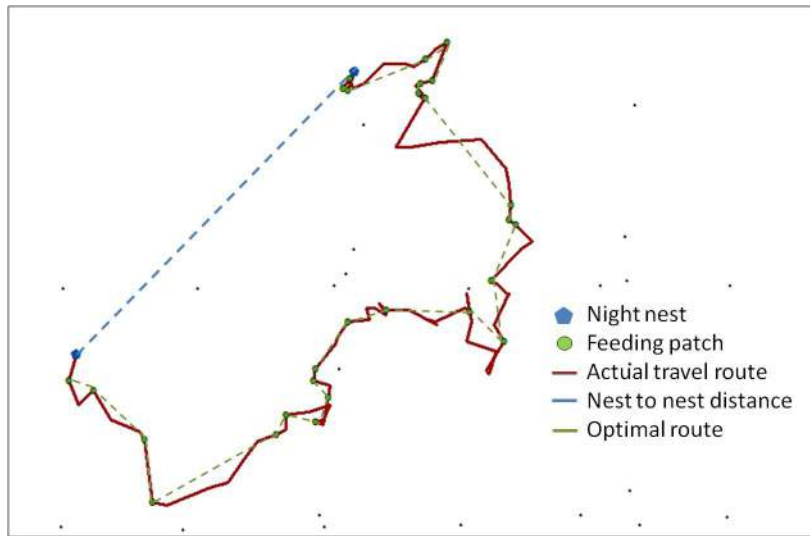 Night nest
Feeding patch
Actual travel route
Nest to nest distance
Optimal route